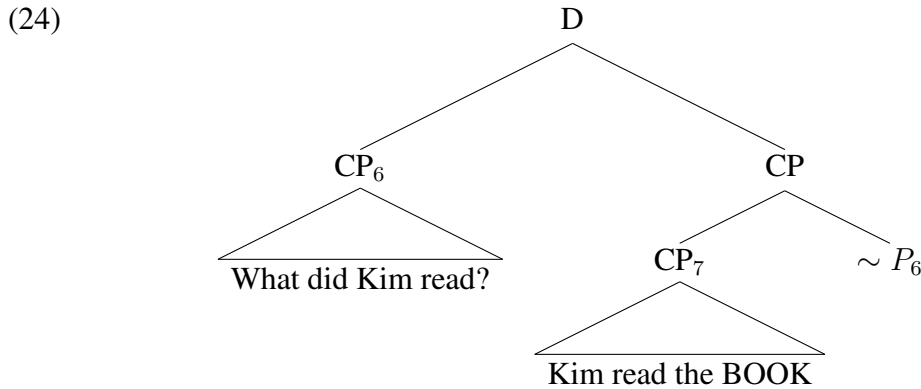 (24)
D
CP₆ CP
What did Kim read?
CP₇ ∼ P₆
Kim read the BOOK